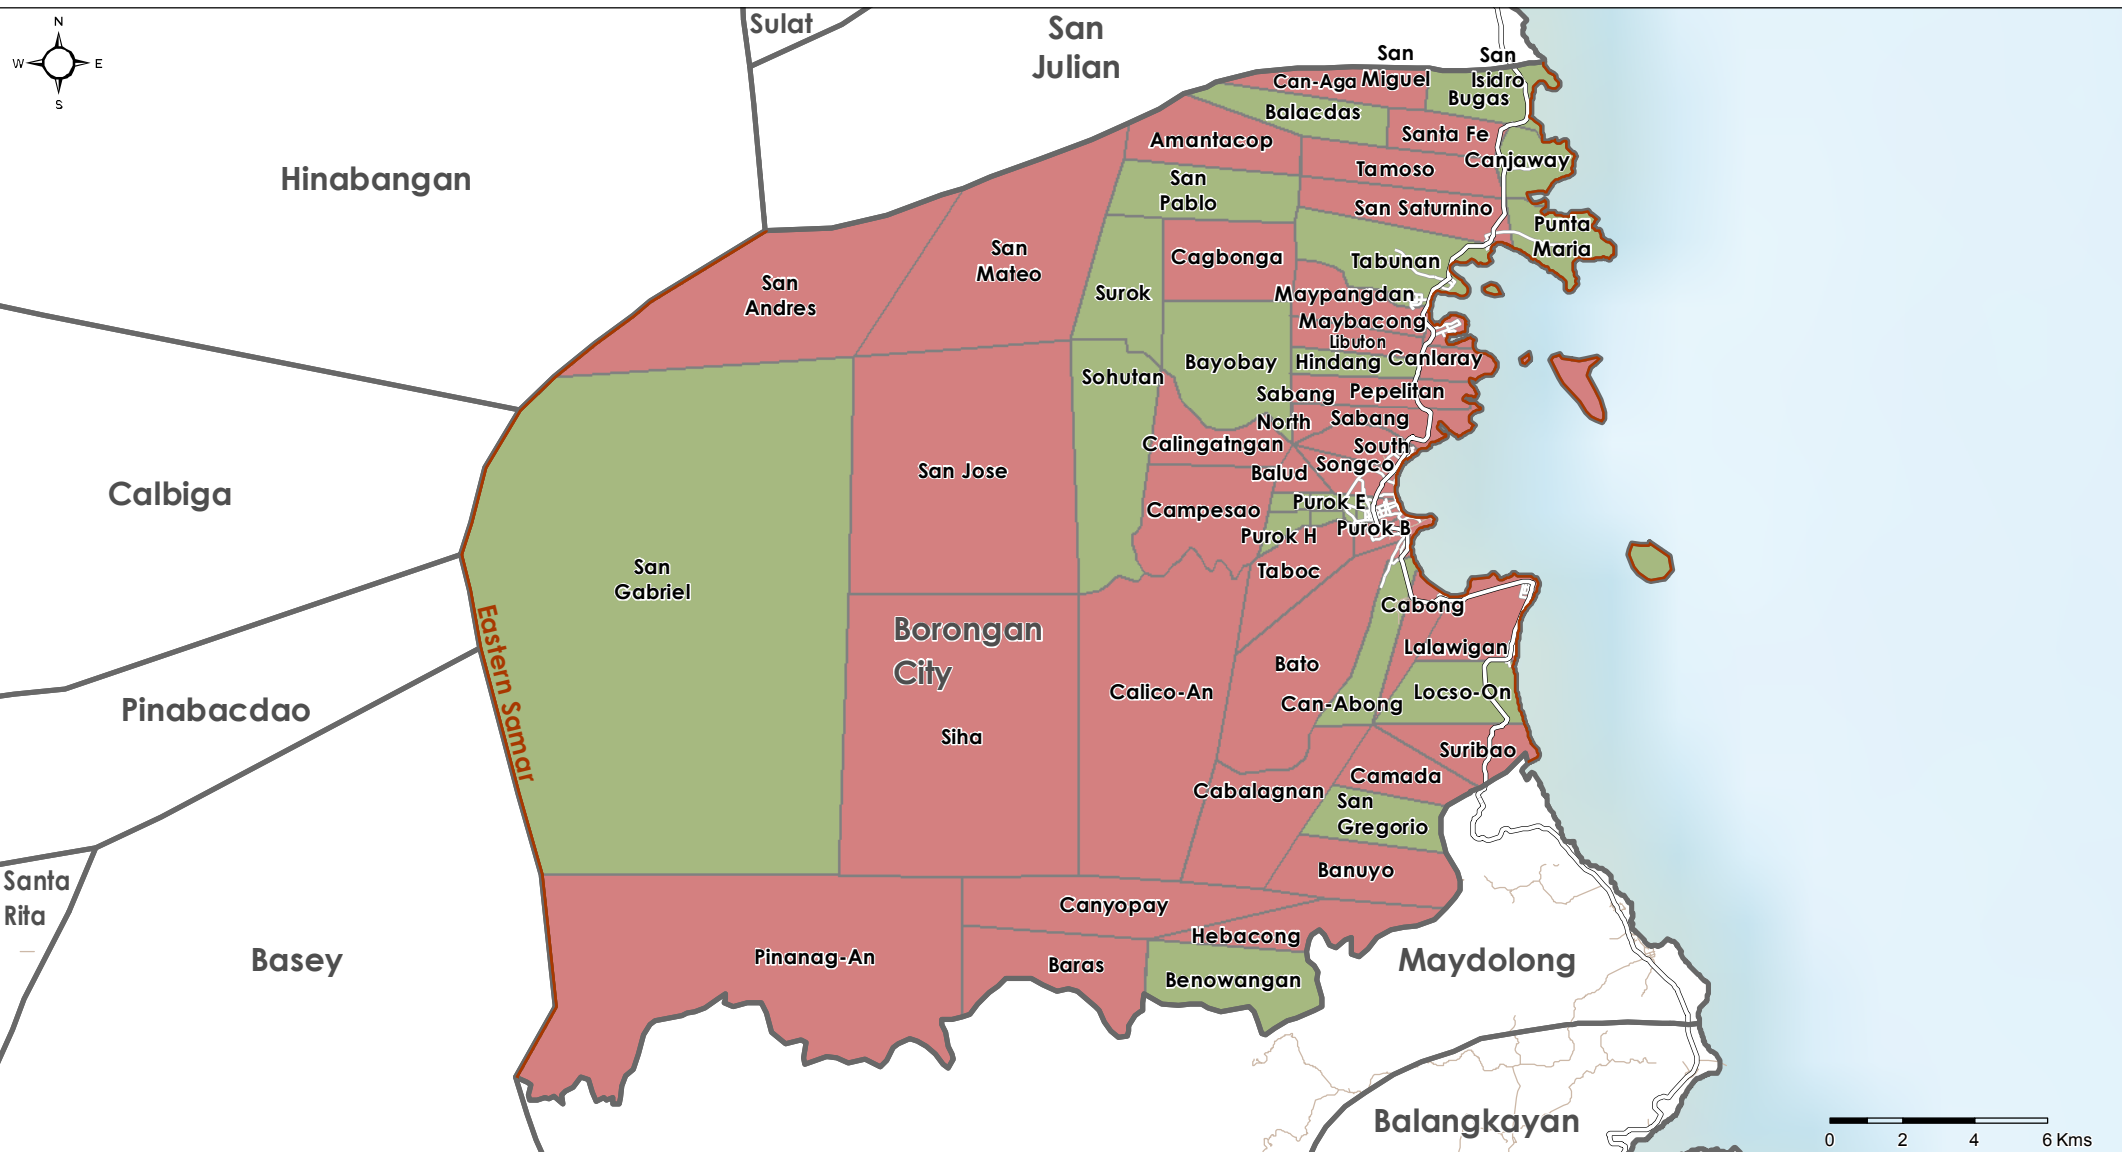 N
W
E
S
Sulat
San
Julian
Hinabangan
Calbiga
Pinabacdao
Santa
Rita
Basey
Maydolong
Balangkayan
Borongan
City
Eastern Samar
San
Miguel
San
Isidro
Can-Aga
Bugas
Balacdas
Santa Fe
Amantacop
Canjaway
Tamoso
San
Pablo
San Saturnino
Punta
Maria
Cagbonga
Tabunan
San
Mateo
San
Andres
Surok
Maypangdan
Maybacong
Libuton
Hindang
Canlaray
Bayobay
Sohutan
Sabang
North
Pepelitan
Sabang
South
Calingatngan
Songco
Balud
San Jose
Campesao
Purok E
Purok H
Purok B
San
Gabriel
Taboc
Cabong
Lalawigan
Bato
Calico-An
Can-Abong
Locso-On
Siha
Suribao
Camada
Cabalagnan
San
Gregorio
Banuyo
Canyopay
Hebacong
Pinanag-An
Baras
Benowangan
0 2 4 6 Kms